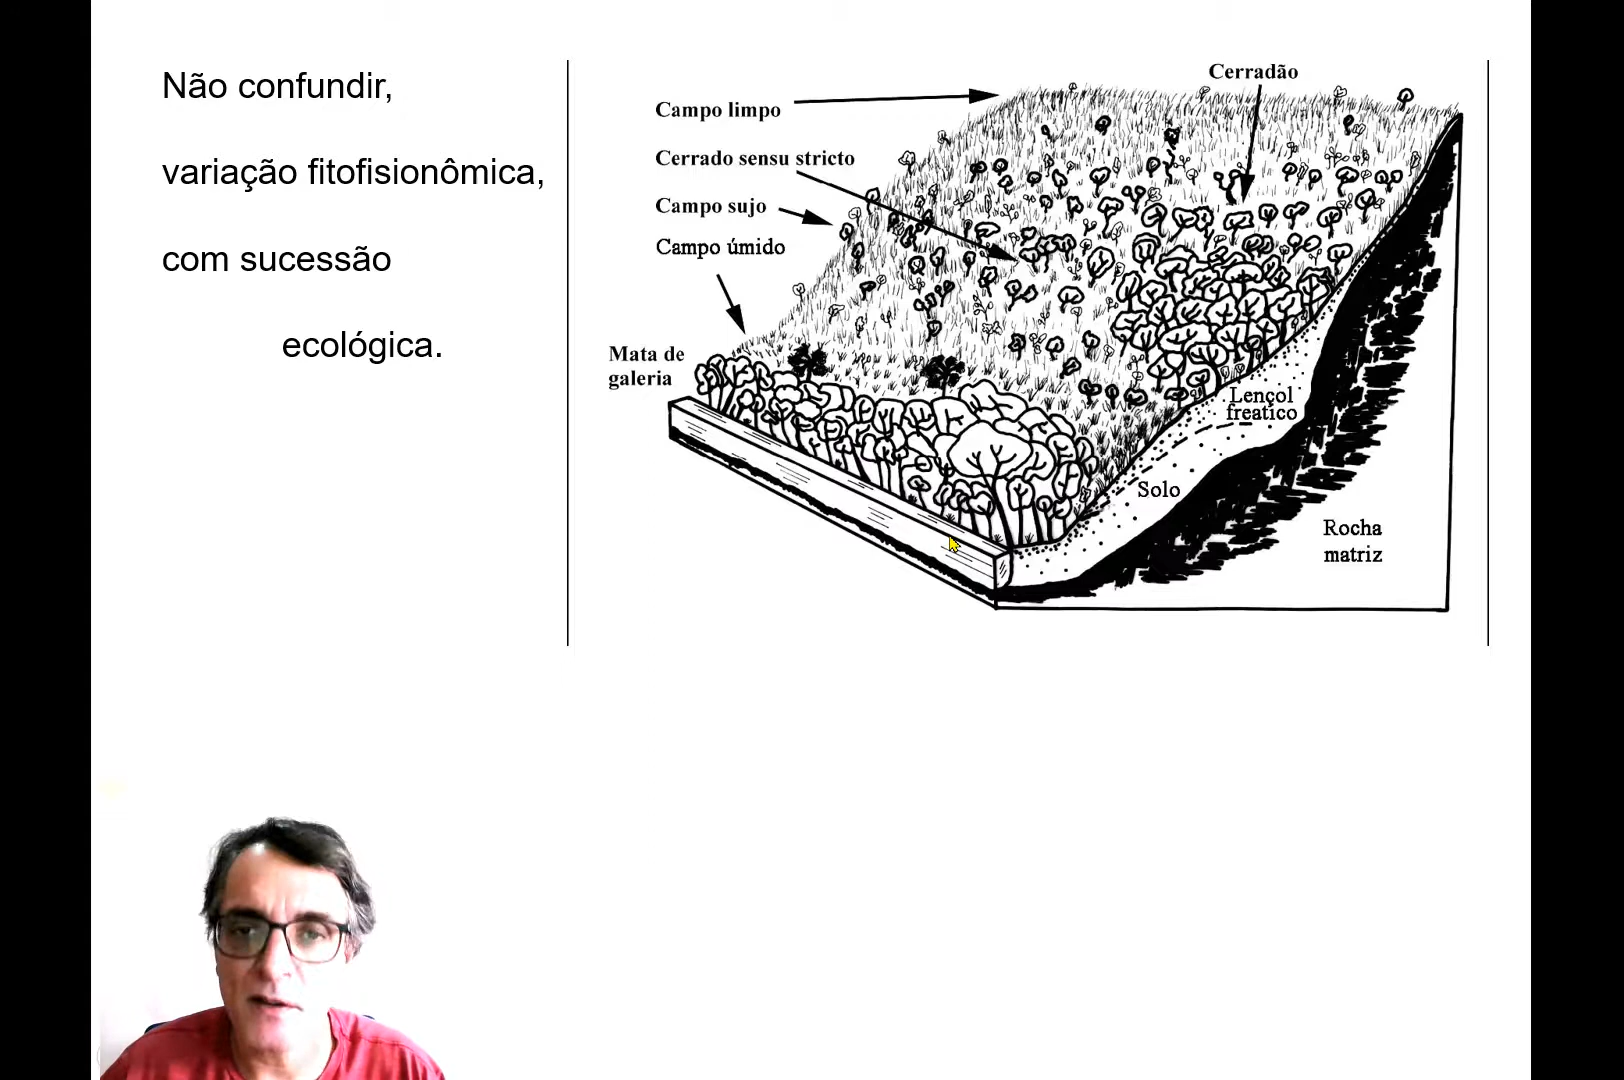 Não confundir,
variação fitofisionômica,
com sucessão
ecológica.
Cerradão
Campo limpo
Cerrado sensu stricto
Campo sujo
Campo úmido
Mata de
galeria
Lençol
freático
Solo
Rocha
matriz